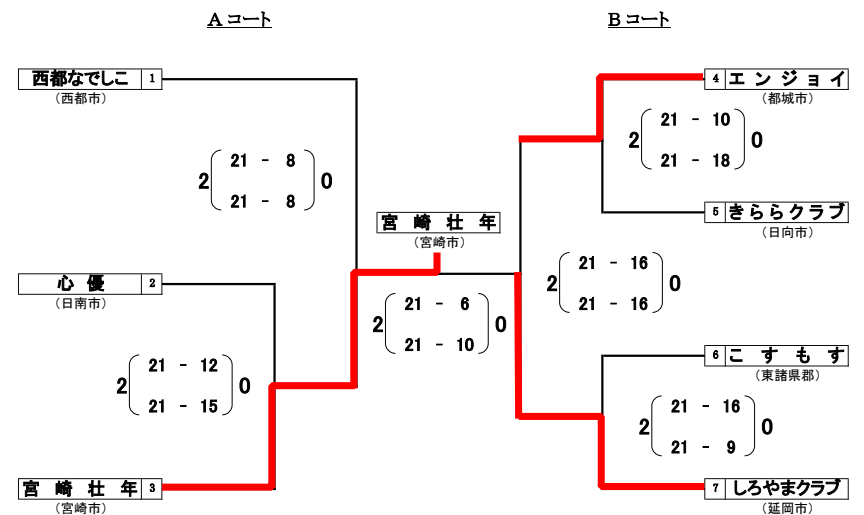 Aコート
Bコート
西都なでしこ 1
（西都市）
4 エンジョイ
（都城市）
2 21 - 10 0
21 - 18
2 21 - 8 0
21 - 8
5 きららクラブ
（日向市）
宮崎壮年
（宮崎市）
心優 2
（日南市）
2 21 - 16 0
21 - 16
2 21 - 6 0
21 - 10
6 こすもす
（東諸県郡）
2 21 - 12 0
21 - 15
2 21 - 16 0
21 - 9
宮崎壮年 3
（宮崎市）
7 しろやまクラブ
（延岡市）